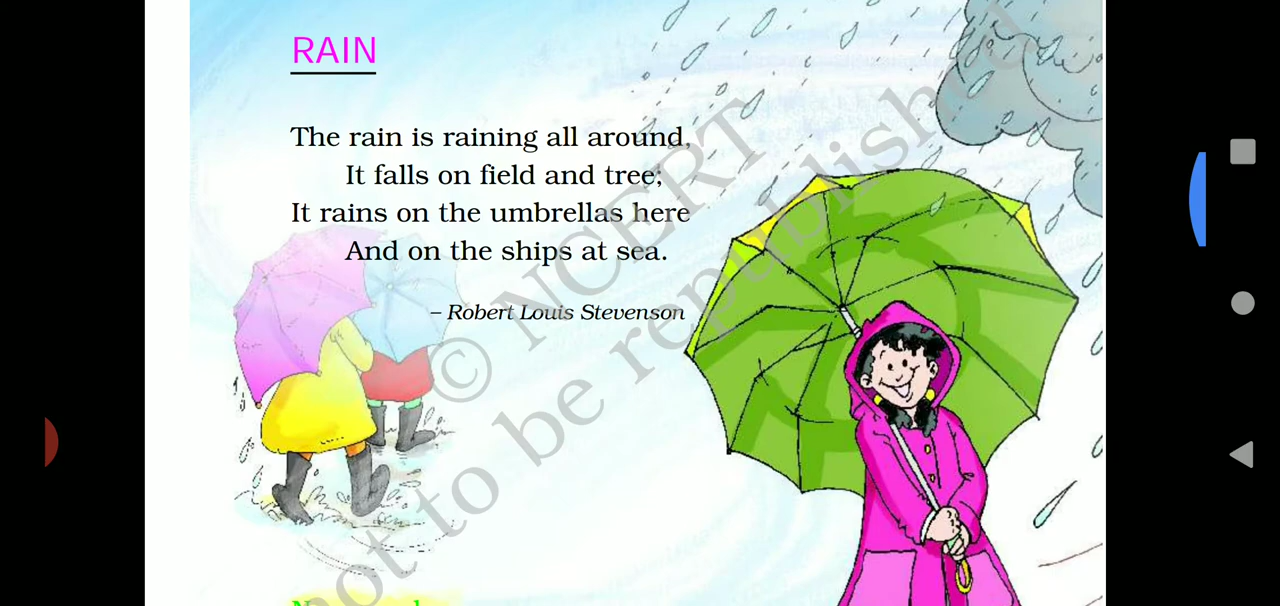 RAIN
The rain is raining all around,
It falls on field and tree;
It rains on the umbrellas here
And on the ships at sea.
– Robert Louis Stevenson
© NCERT
not to be republished